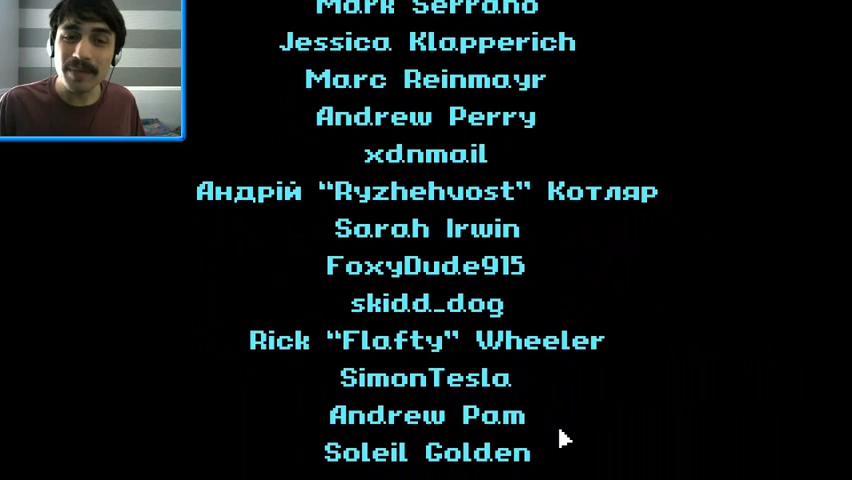 Mark Serrano
Jessica Klapperich
Marc Reinmayr
Andrew Perry
xdnmail
Андрій “Ryzhehvost” Котляр
Sarah Irwin
FoxyDude915
skidd_dog
Rick “Flafty” Wheeler
SimonTesla
Andrew Pam
Soleil Golden